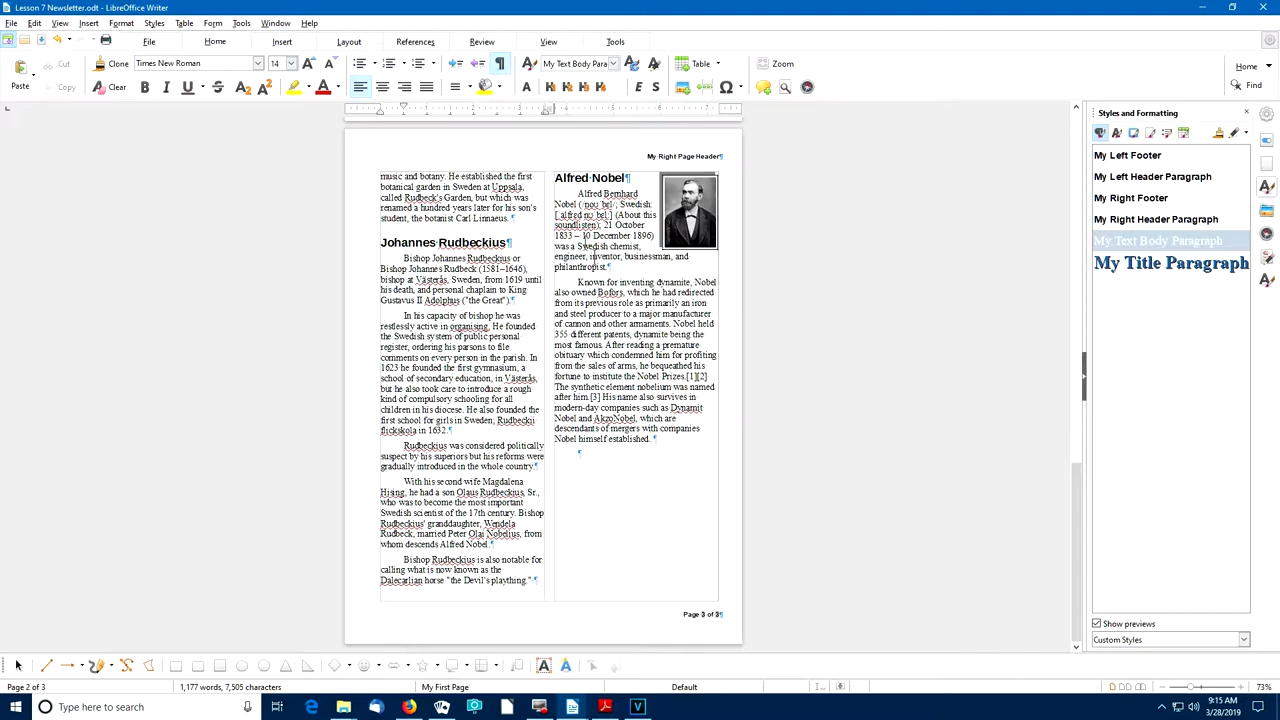 Lesson 7 Newsletter.odt - LibreOffice Writer
File Edit View Insert Format Styles Table Form Tools Window Help
File Home Insert Layout References Review View Tools
Cut Clone Times New Roman 14 My Text Body Para Table Zoom Home
Paste Copy Clear B I U S E S Find
1 2 3 4 5 6 7
My Right Page Header¶
music and botany. He established the first
botanical garden in Sweden at Uppsala,
called Rudbeck's Garden, but which was
renamed a hundred years later for his son's
student, the botanist Carl Linnaeus. ¶
Johannes Rudbeckius¶
Bishop Johannes Rudbeckius or
Bishop Johannes Rudbeck (1581–1646),
bishop at Västerås, Sweden, from 1619 until
his death, and personal chaplain to King
Gustavus II Adolphus ("the Great").¶
In his capacity of bishop he was
restlessly active in organising. He founded
the Swedish system of public personal
register, ordering his parsons to file
comments on every person in the parish. In
1623 he founded the first gymnasium, a
school of secondary education, in Västerås,
but he also took care to introduce a rough
kind of compulsory schooling for all
children in his diocese. He also founded the
first school for girls in Sweden; Rudbeckii
flickskola in 1632.¶
Rudbeckius was considered politically
suspect by his superiors but his reforms were
gradually introduced in the whole country.¶
With his second wife Magdalena
Hising, he had a son Olaus Rudbeckius, Sr.,
who was to become the most important
Swedish scientist of the 17th century. Bishop
Rudbeckius' granddaughter, Wendela
Rudbeck, married Peter Olai Nobelius, from
whom descends Alfred Nobel.¶
Bishop Rudbeckius is also notable for
calling what is now known as the
Dalecarlian horse "the Devil's plaything." ¶
Alfred Nobel¶
Alfred Bernhard
Nobel Swedish:
(About this
soundlisten); 21 October
1833 – 10 December 1896)
was a Swedish chemist,
engineer, inventor, businessman, and
philanthropist.¶
Known for inventing dynamite, Nobel
also owned Bofors, which he had redirected
from its previous role as primarily an iron
and steel producer to a major manufacturer
of cannon and other armaments. Nobel held
355 different patents, dynamite being the
most famous. After reading a premature
obituary which condemned him for profiting
from the sales of arms, he bequeathed his
fortune to institute the Nobel Prizes.[1][2]
The synthetic element nobelium was named
after him.[3] His name also survives in
modern-day companies such as Dynamit
Nobel and AkzoNobel, which are
descendants of mergers with companies
Nobel himself established. ¶
¶
Page 3 of 3¶
Styles and Formatting
My Left Footer
My Left Header Paragraph
My Right Footer
My Right Header Paragraph
My Text Body Paragraph
My Title Paragraph
Show previews
Custom Styles
Page 2 of 3 1,177 words, 7,505 characters My First Page Default 73%
Type here to search
9:15 AM
3/28/2019